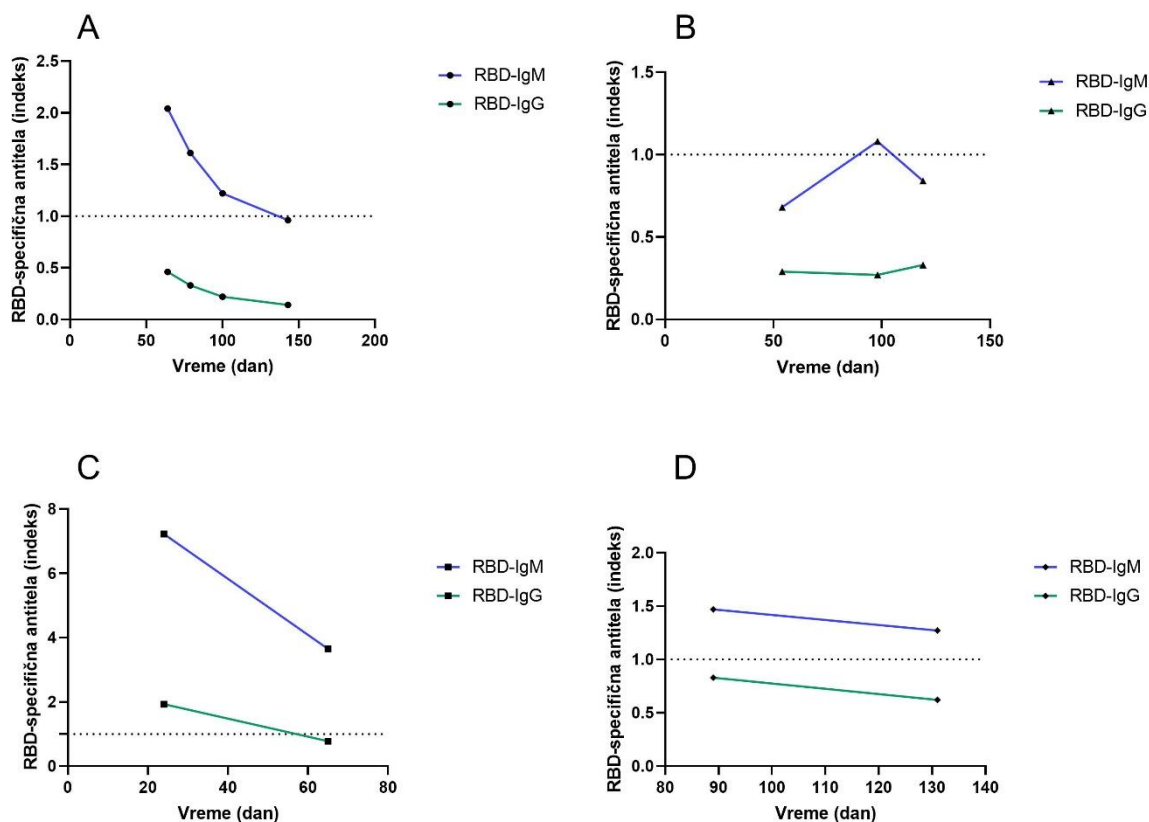 A
RBD-specifična antitela (indeks)
2.5
2.0
1.5
1.0
0.5
0.0
0
50
100
150
200
Vreme (dan)
RBD-IgM
RBD-IgG
B
RBD-specifična antitela (indeks)
1.5
1.0
0.5
0.0
0
50
100
150
Vreme (dan)
RBD-IgM
RBD-IgG
C
RBD-specifična antitela (indeks)
8
6
4
2
0
0
20
40
60
80
Vreme (dan)
RBD-IgM
RBD-IgG
D
RBD-specifična antitela (indeks)
2.0
1.5
1.0
0.5
0.0
80
90
100
110
120
130
140
Vreme (dan)
RBD-IgM
RBD-IgG